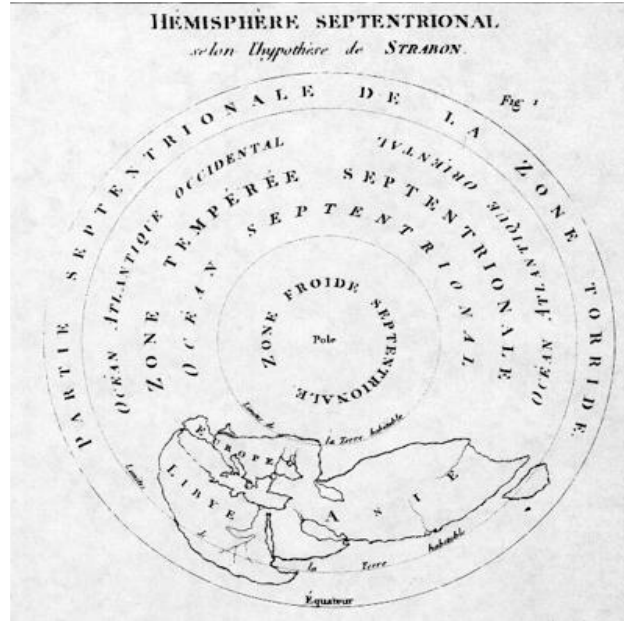 HÉMISPHÈRE SEPTENTRIONAL
selon l'hypothèse de STRABON.
Fig. 1
PARTIE SEPTENTRIONALE DE LA ZONE TORRIDE.
OCÉAN ATLANTIQUE OCCIDENTAL
OCÉAN ATLANTIQUE ORIENTAL
ZONE TEMPÉRÉE SEPTENTRIONALE
OCÉAN SEPTENTRIONAL
ZONE FROIDE SEPTENTRIONALE.
Pole
Limite de la Terre habitable
EUROPE
LIBYE
ASIE
Limite de la Terre habitable
Équateur